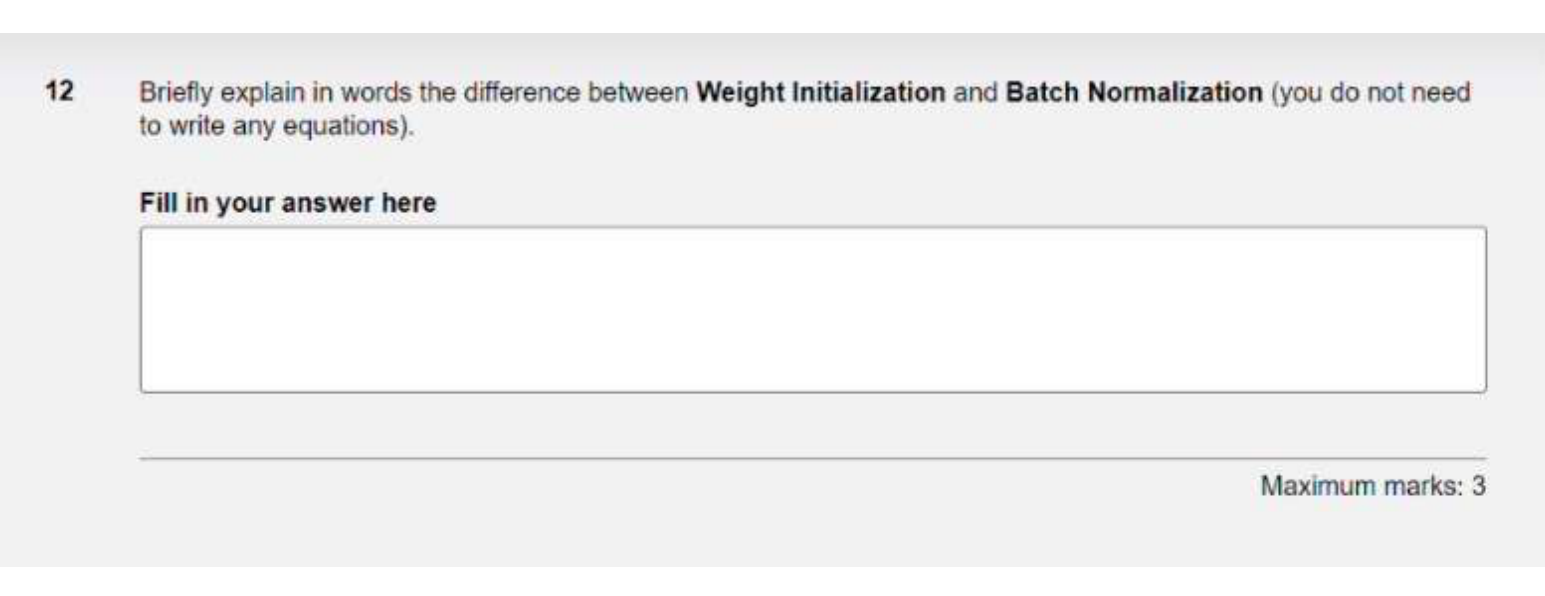 12 Briefly explain in words the difference between Weight Initialization and Batch Normalization (you do not need
to write any equations).
Fill in your answer here
Maximum marks: 3